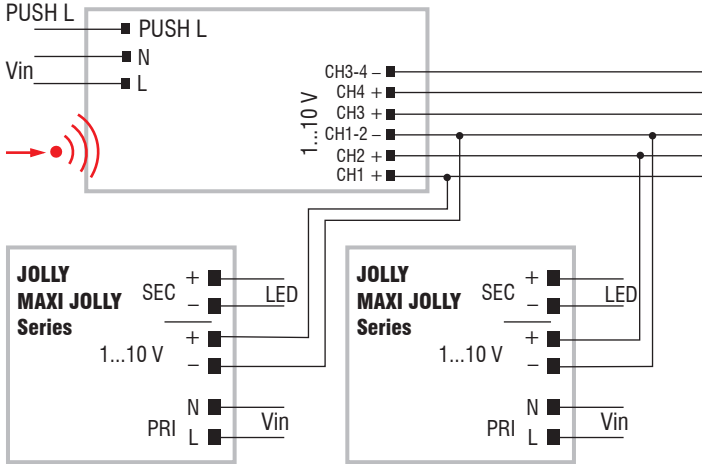 PUSH L
PUSH L
N
Vin
L
1...10 V
CH3-4 –
CH4 +
CH3 +
CH1-2 –
CH2 +
CH1 +
JOLLY
MAXI JOLLY
Series
SEC
+
–
LED
1...10 V
+
–
PRI
N
L
Vin
JOLLY
MAXI JOLLY
Series
SEC
+
–
LED
1...10 V
+
–
PRI
N
L
Vin